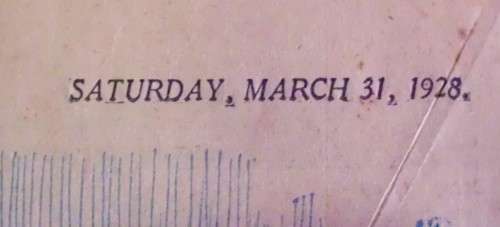 SATURDAY, MARCH 31, 1928.